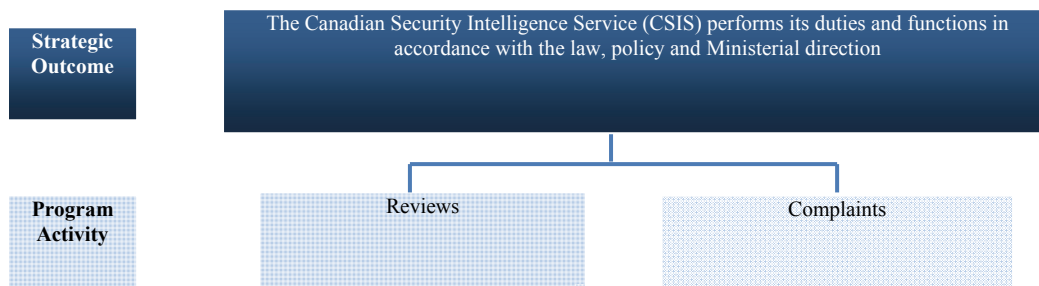 Strategic
Outcome
The Canadian Security Intelligence Service (CSIS) performs its duties and functions in
accordance with the law, policy and Ministerial direction
Program
Activity
Reviews
Complaints